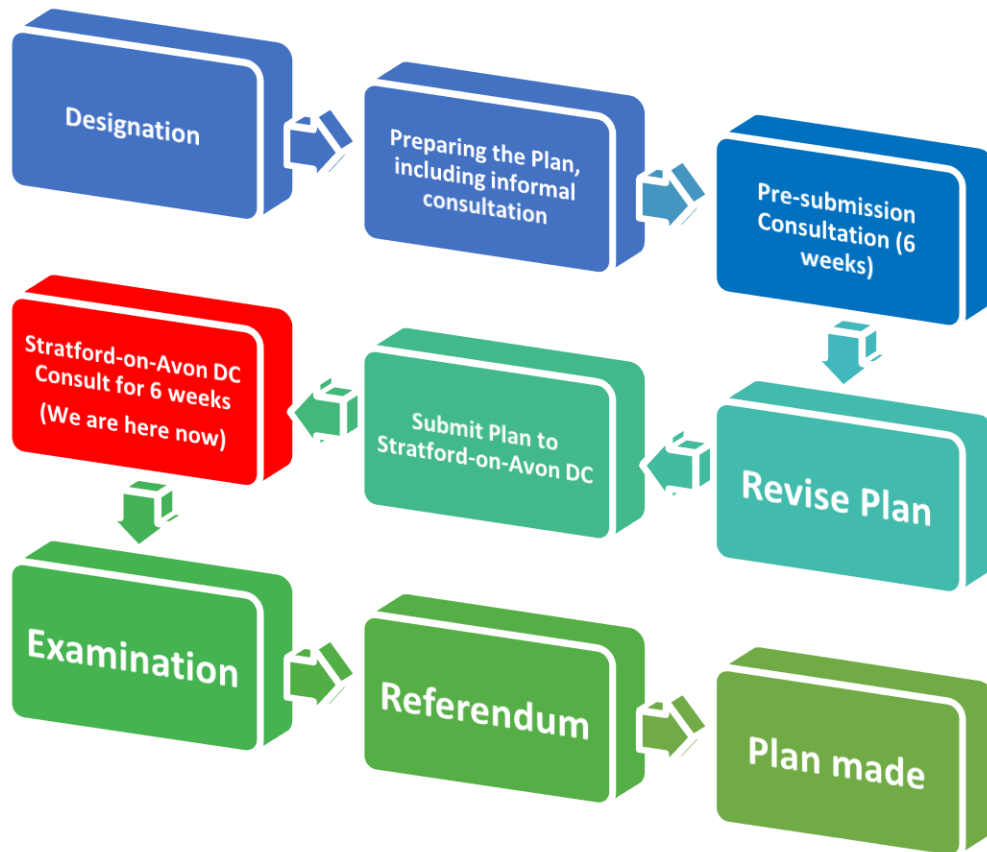 Designation
Preparing the Plan,
including informal
consultation
Pre-submission
Consultation (6
weeks)
Revise Plan
Submit Plan to
Stratford-on-Avon DC
Stratford-on-Avon DC
Consult for 6 weeks
(We are here now)
Examination
Referendum
Plan made